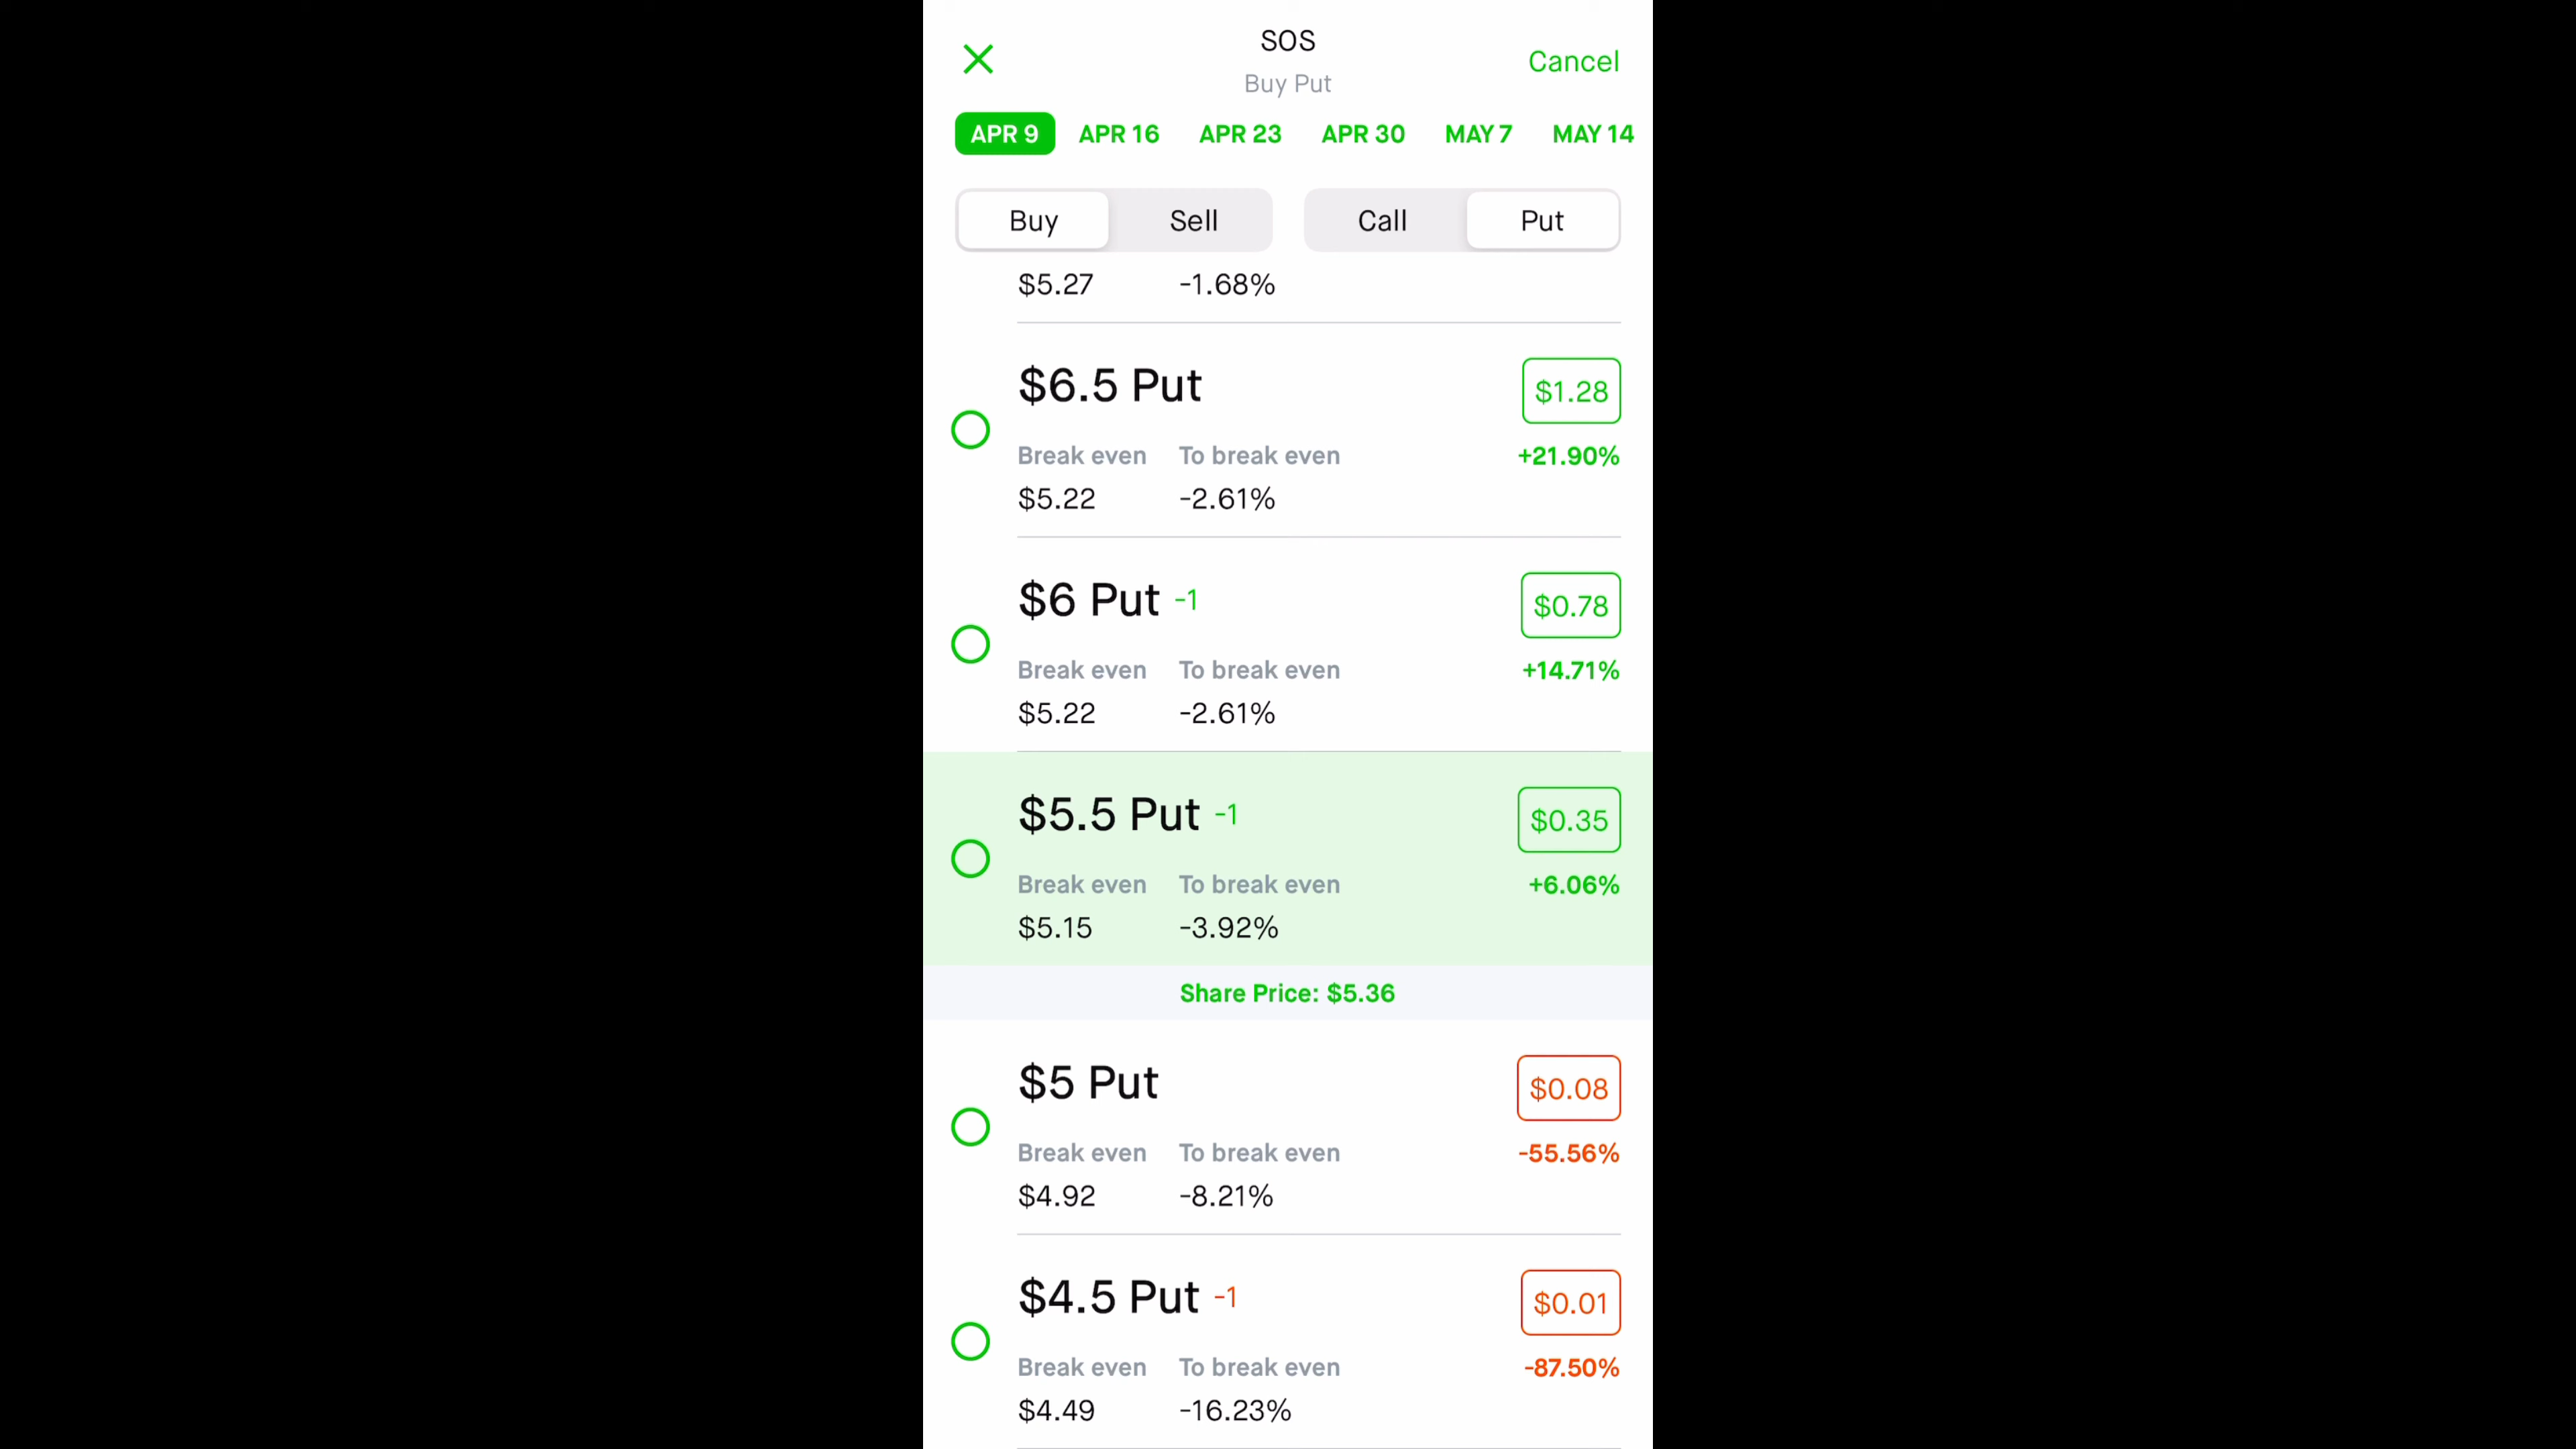 SOS
Cancel
Buy Put
APR 9 APR 16 APR 23 APR 30 MAY 7 MAY 14
Buy Sell Call Put
$5.27 -1.68%
$6.5 Put $1.28
Break even To break even +21.90%
$5.22 -2.61%
$6 Put -1 $0.78
Break even To break even +14.71%
$5.22 -2.61%
$5.5 Put -1 $0.35
Break even To break even +6.06%
$5.15 -3.92%
Share Price: $5.36
$5 Put $0.08
Break even To break even -55.56%
$4.92 -8.21%
$4.5 Put -1 $0.01
Break even To break even -87.50%
$4.49 -16.23%